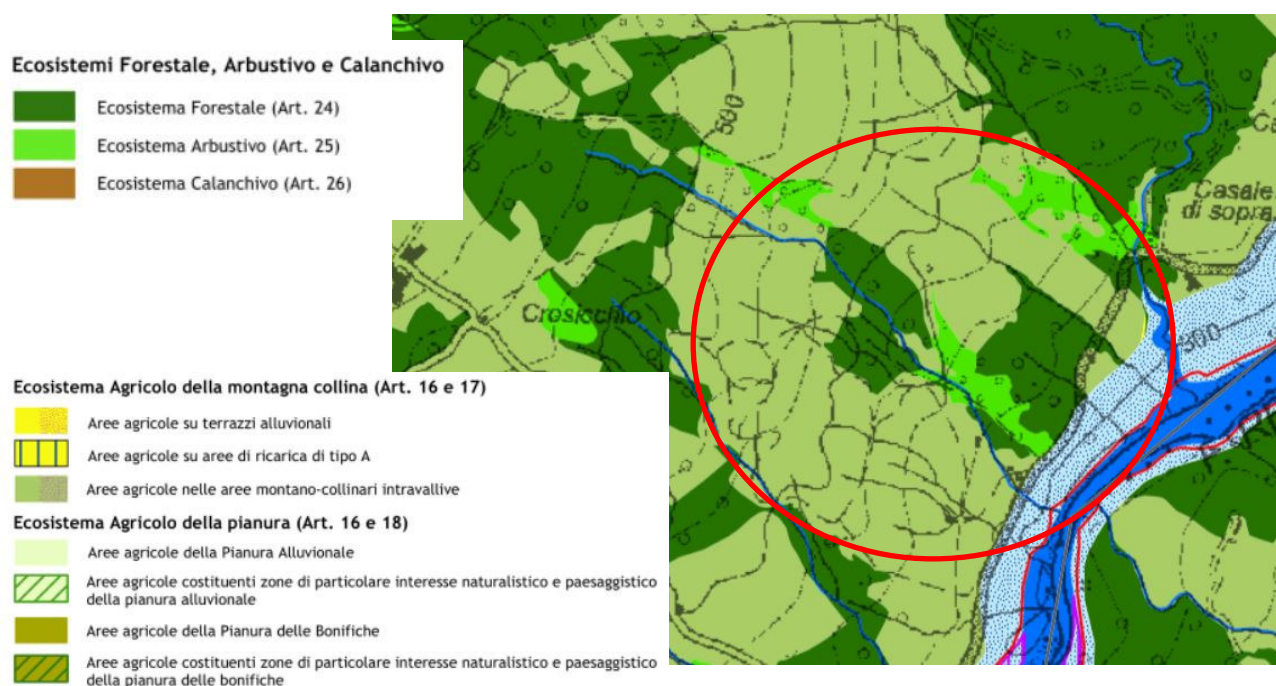 Ecosistemi Forestale, Arbustivo e Calanchivo
Ecosistema Forestale (Art. 24)
Ecosistema Arbustivo (Art. 25)
Ecosistema Calanchivo (Art. 26)
500
Casale
di sopra
Crosicchio
300
Ecosistema Agricolo della montagna collina (Art. 16 e 17)
Aree agricole su terrazzi alluvionali
Aree agricole su aree di ricarica di tipo A
Aree agricole nelle aree montano-collinari intravallive
Ecosistema Agricolo della pianura (Art. 16 e 18)
Aree agricole della Pianura Alluvionale
Aree agricole costituenti zone di particolare interesse naturalistico e paesaggistico
della pianura alluvionale
Aree agricole della Pianura delle Bonifiche
Aree agricole costituenti zone di particolare interesse naturalistico e paesaggistico
della pianura delle bonifiche